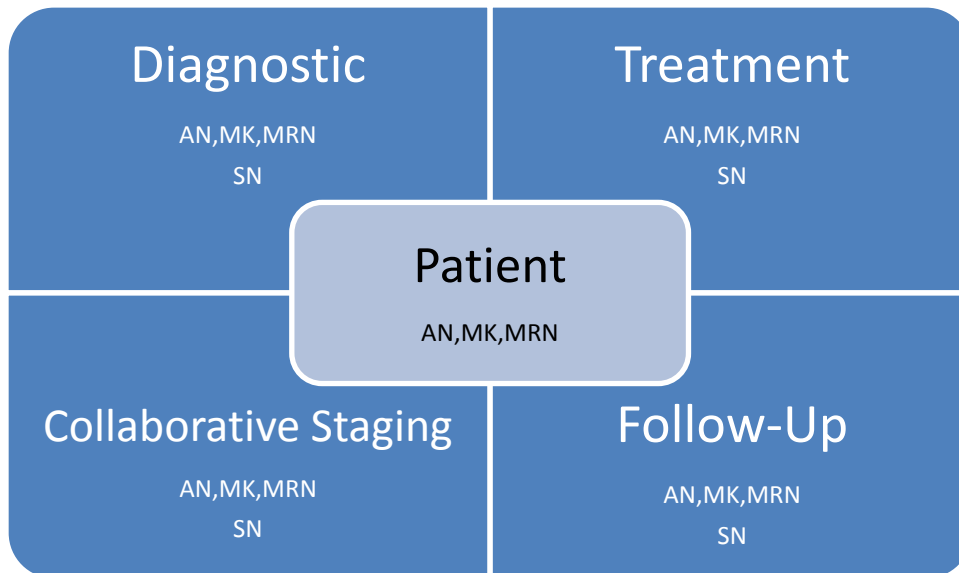 Diagnostic
AN,MK,MRN
SN
Treatment
AN,MK,MRN
SN
Patient
AN,MK,MRN
Collaborative Staging
AN,MK,MRN
SN
Follow-Up
AN,MK,MRN
SN